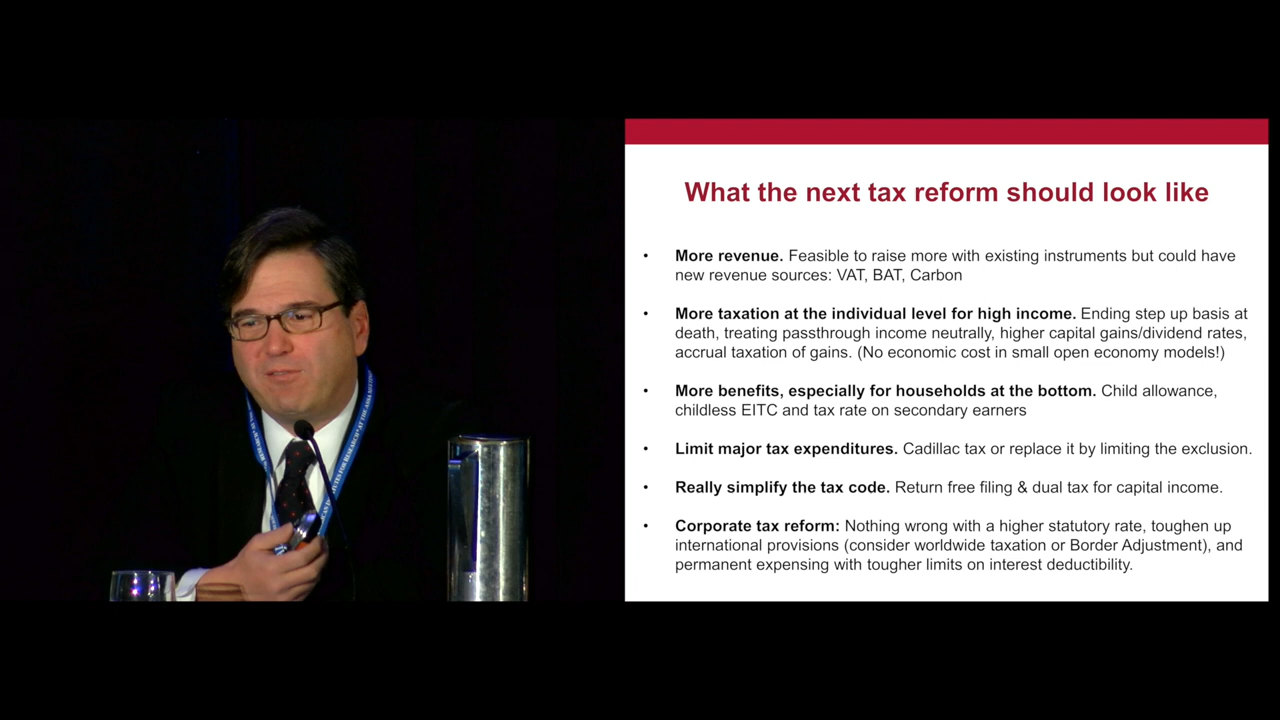 What the next tax reform should look like
• More revenue. Feasible to raise more with existing instruments but could have
new revenue sources: VAT, BAT, Carbon
• More taxation at the individual level for high income. Ending step up basis at
death, treating passthrough income neutrally, higher capital gains/dividend rates,
accrual taxation of gains. (No economic cost in small open economy models!)
• More benefits, especially for households at the bottom. Child allowance,
childless EITC and tax rate on secondary earners
• Limit major tax expenditures. Cadillac tax or replace it by limiting the exclusion.
• Really simplify the tax code. Return free filing & dual tax for capital income.
• Corporate tax reform: Nothing wrong with a higher statutory rate, toughen up
international provisions (consider worldwide taxation or Border Adjustment), and
permanent expensing with tougher limits on interest deductibility.